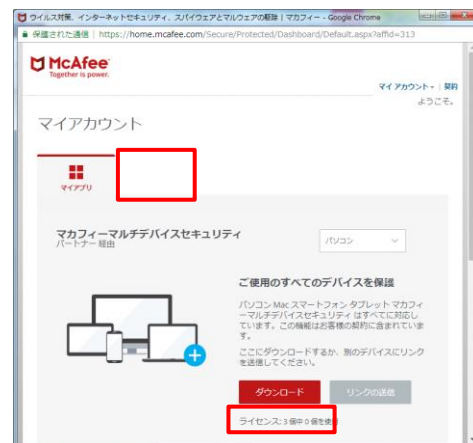 ウイルス対策、インターネットセキュリティ、スパイウェアとマルウェアの駆除 | マカフィー - Google Chrome
保護された通信 | https://home.mcafee.com/Secure/Protected/Dashboard/Default.aspx?affid=313
McAfee
Together is power.
マイ アカウント | 契約
ようこそ。
マイアカウント
マイアプリ
マカフィーマルチデバイスセキュリティ
パートナー 経由
パソコン
ご使用のすべてのデバイスを保護
パソコン Mac スマートフォン タブレット マカフィ
ーマルチデバイスセキュリティ はすべてに対応し
ています。この機能はお客様の契約に含まれていま
す。
ここにダウンロードするか、別のデバイスにリンク
を送信してください。
ダウンロード
リンクの送信
ライセンス: 3 個中 0 個を使用